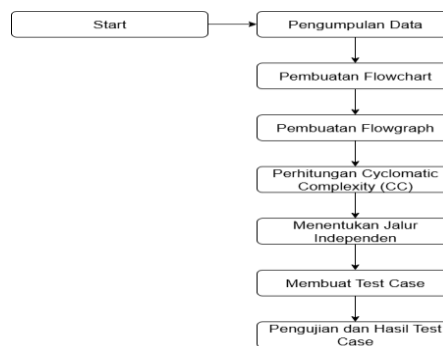 Start
Pengumpulan Data
Pembuatan Flowchart
Pembuatan Flowgraph
Perhitungan Cyclomatic
Complexity (CC)
Menentukan Jalur
Independen
Membuat Test Case
Pengujian dan Hasil Test
Case